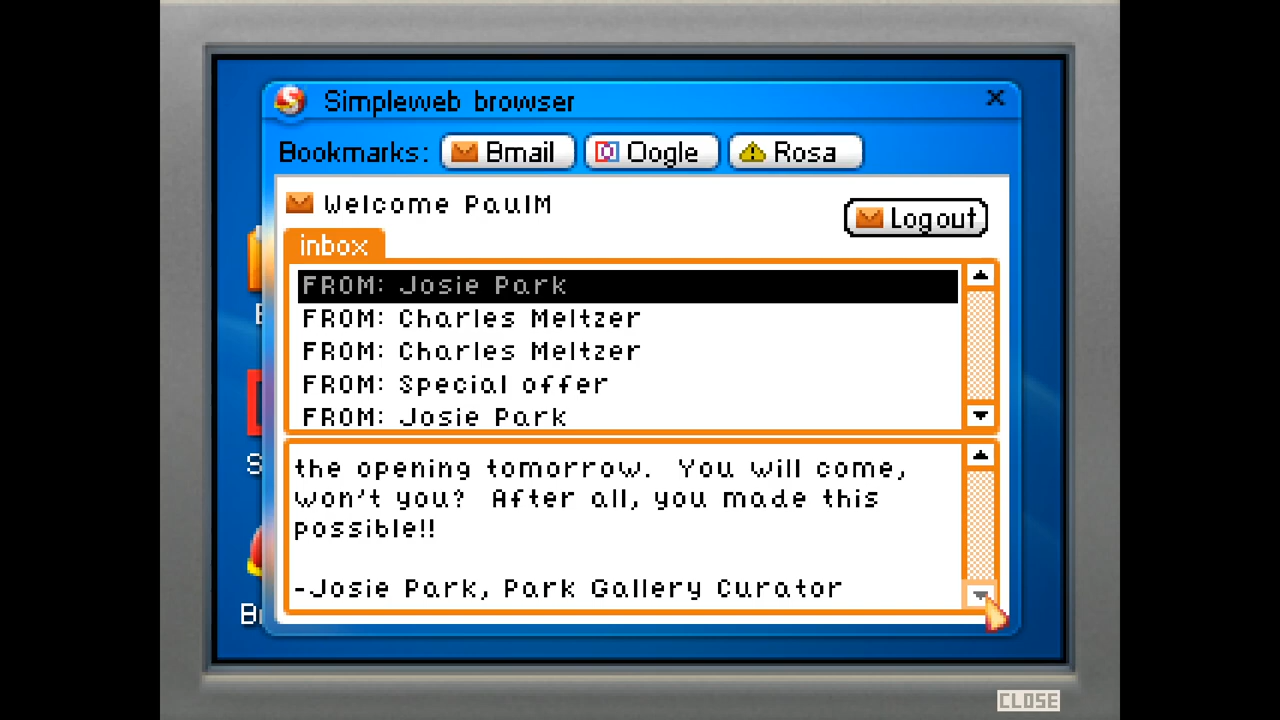 Simpleweb browser
Bookmarks: Bmail Oogle Rosa
Welcome PaulM
Logout
inbox
FROM: Josie Park
FROM: Charles Meltzer
FROM: Charles Meltzer
FROM: Special offer
FROM: Josie Park
the opening tomorrow. You will come,
won't you? After all, you made this
possible!!
-Josie Park, Park Gallery Curator
CLOSE